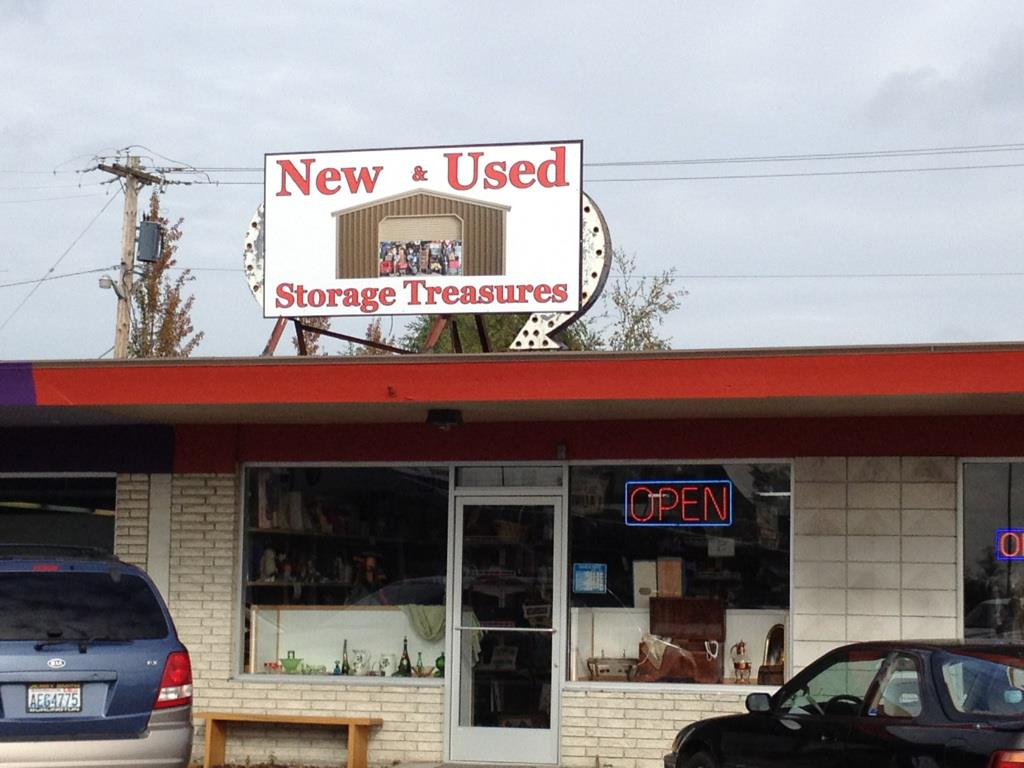 New & Used
Storage Treasures
OPEN
KIA
AEG4775